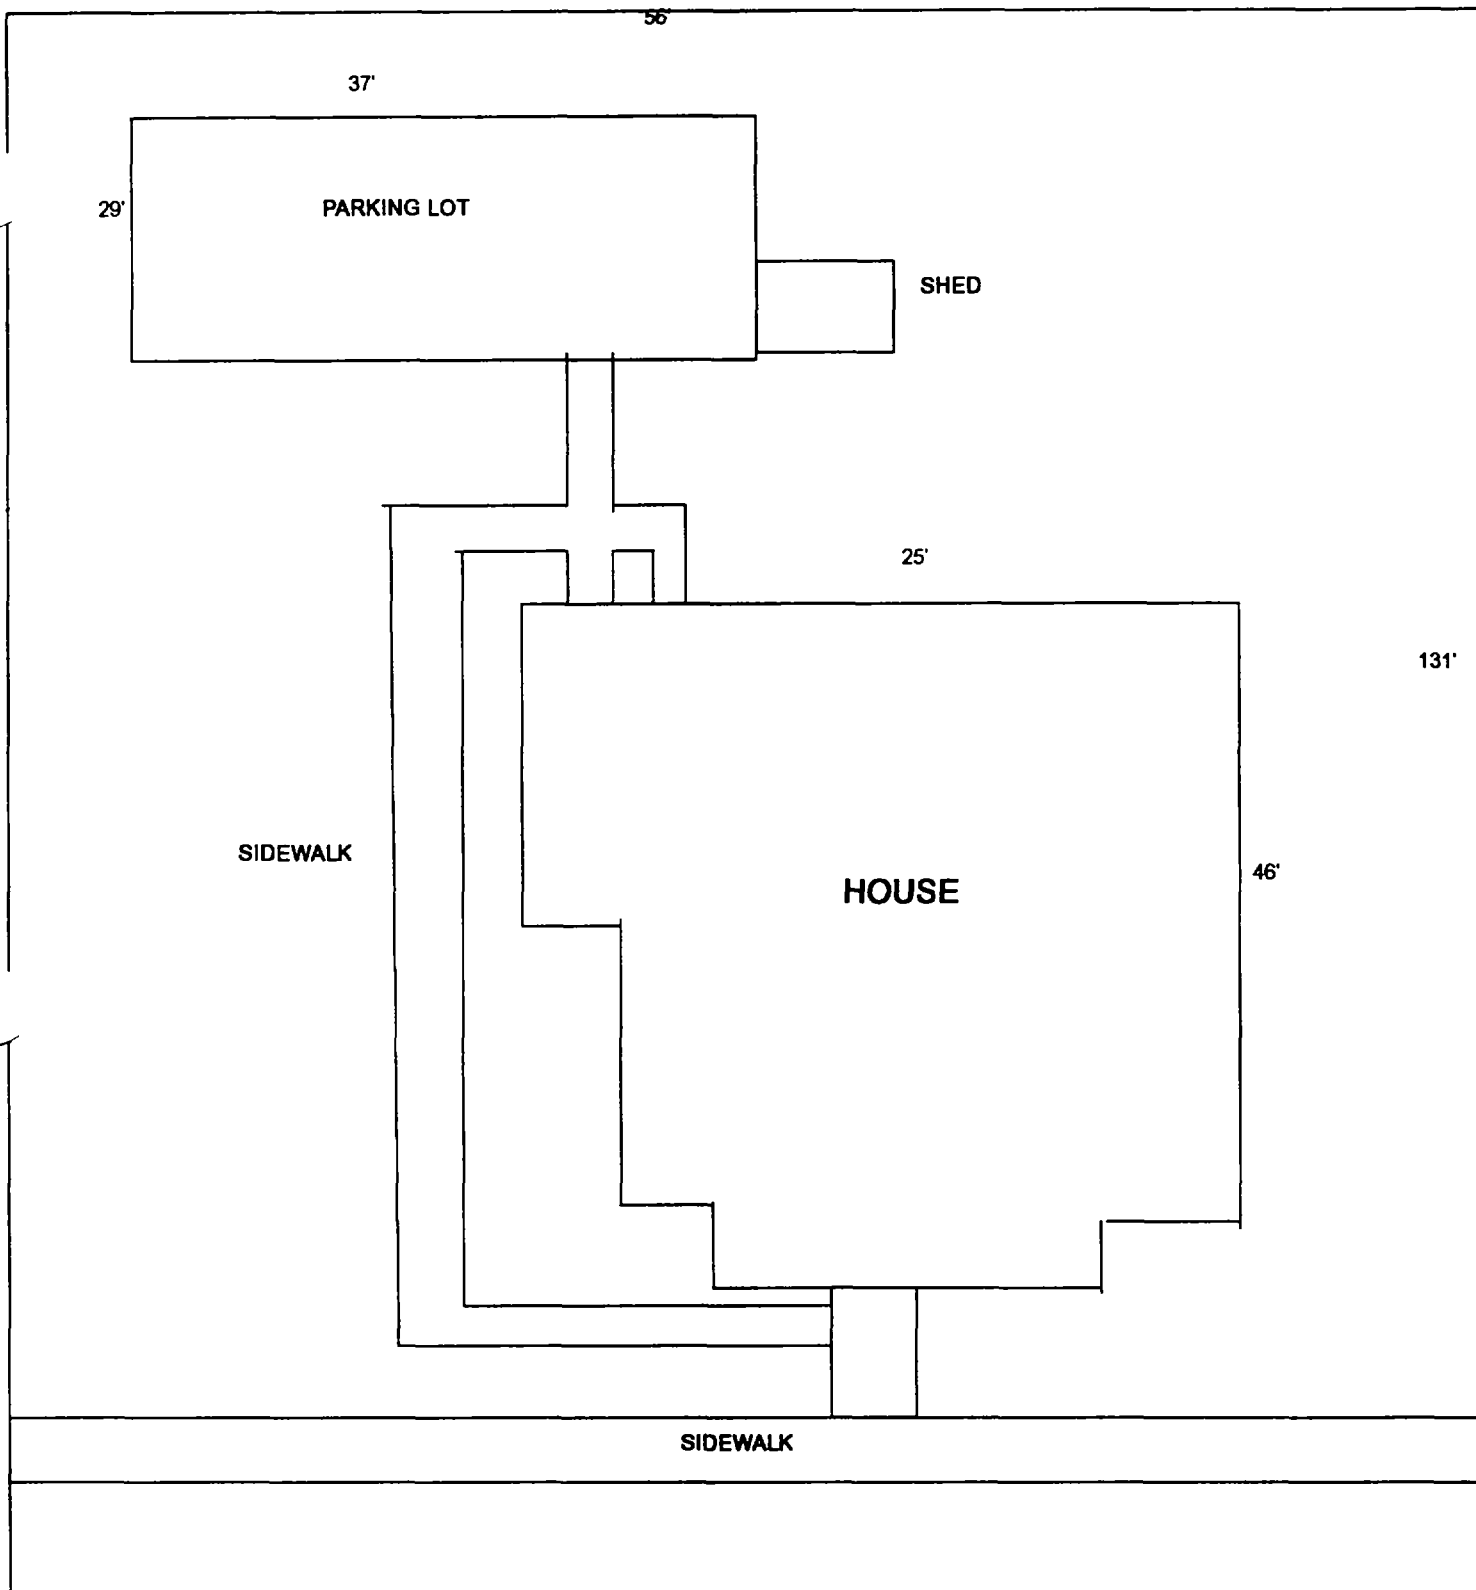 56'
37'
29'
PARKING LOT
SHED
25'
131'
SIDEWALK
46'
HOUSE
SIDEWALK